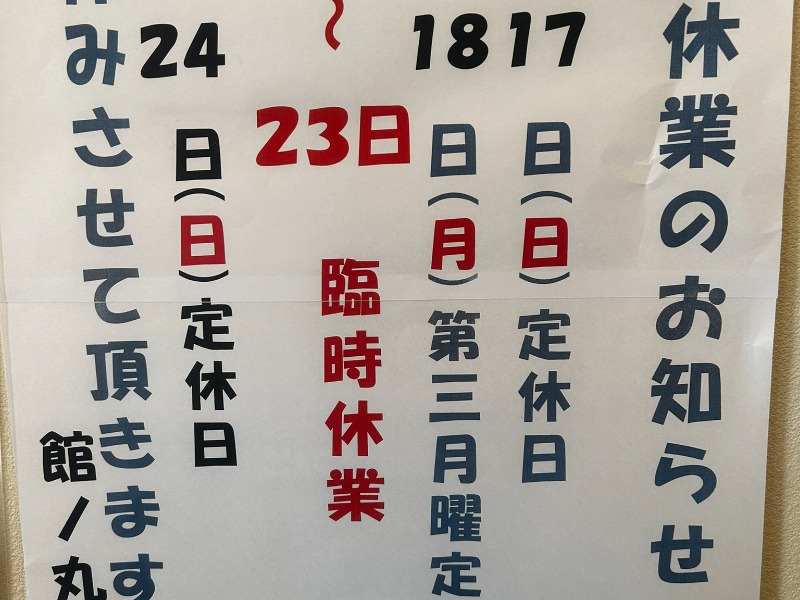 休業のお知らせ
17日(日)定休日
18日(月)第三月曜定
〜23日 臨時休業
24日(日)定休日
みさせて頂きます
館ノ丸